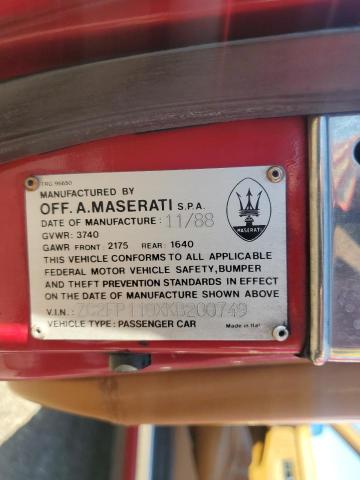 TRG. 96650
MANUFACTURED BY
OFF. A. MASERATI S.P.A.
DATE OF MANUFACTURE: 11/88
GVWR: 3740
GAWR FRONT 2175 REAR: 1640
THIS VEHICLE CONFORMS TO ALL APPLICABLE
FEDERAL MOTOR VEHICLE SAFETY, BUMPER
AND THEFT PREVENTION STANDARDS IN EFFECT
ON THE DATE OF MANUFACTURE SHOWN ABOVE
V.I.N.:
VEHICLE TYPE: PASSENGER CAR Made in Ital
MASERATI